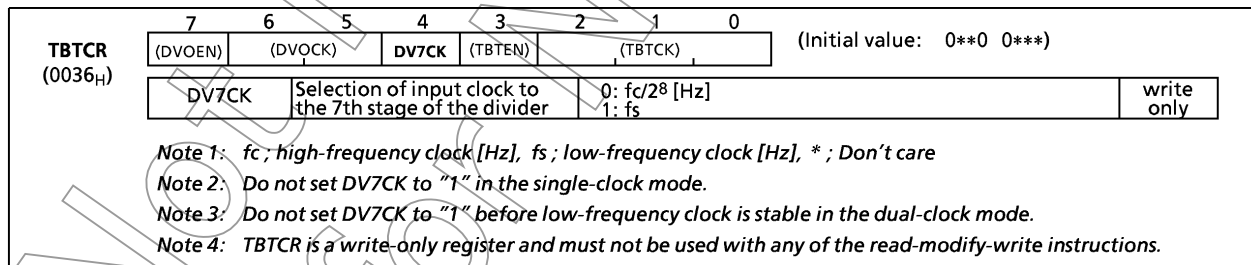 7 6 5 4 3 2 1 0
TBTCR (DVOEN) (DVOCK) DV7CK (TBTEN) (TBTCK) (Initial value: 0**0 0***)
(0036H)
DV7CK Selection of input clock to 0: fc/2⁸ [Hz] write
the 7th stage of the divider 1: fs only
Note 1: fc ; high-frequency clock [Hz], fs ; low-frequency clock [Hz], * ; Don't care
Note 2: Do not set DV7CK to "1" in the single-clock mode.
Note 3: Do not set DV7CK to "1" before low-frequency clock is stable in the dual-clock mode.
Note 4: TBTCR is a write-only register and must not be used with any of the read-modify-write instructions.